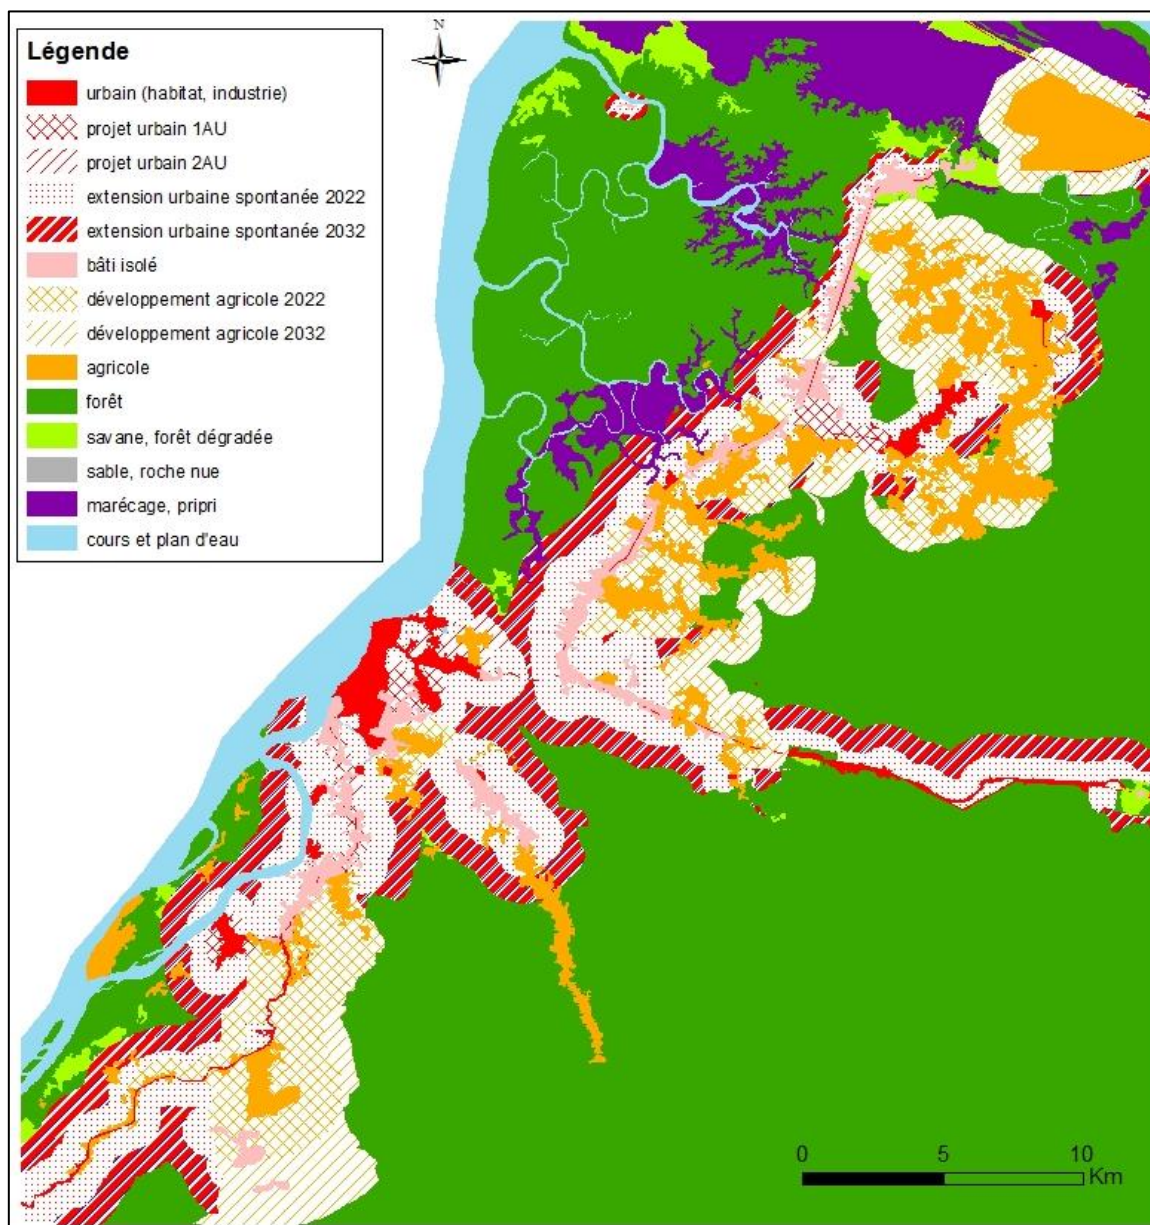 N
Légende
urbain (habitat, industrie)
projet urbain 1AU
projet urbain 2AU
extension urbaine spontanée 2022
extension urbaine spontanée 2032
bâti isolé
développement agricole 2022
développement agricole 2032
agricole
forêt
savane, forêt dégradée
sable, roche nue
marécage, pripri
cours et plan d'eau
0 5 10
Km